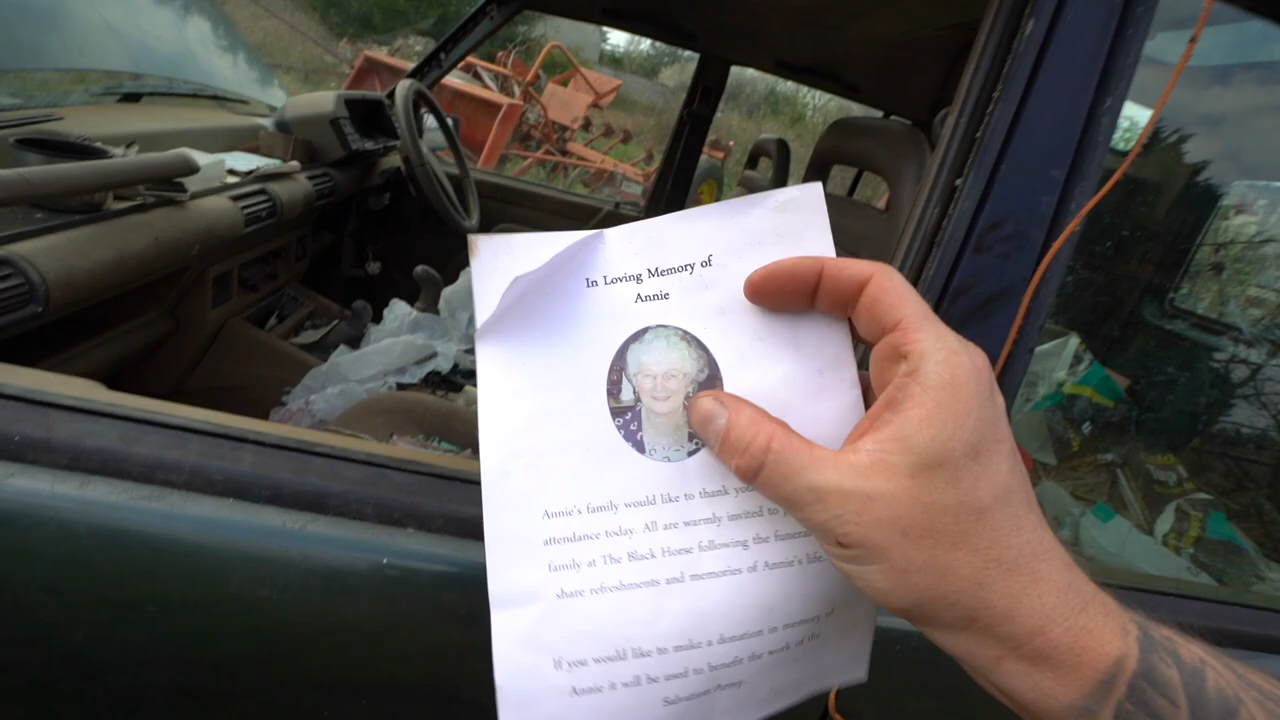 In Loving Memory of
Annie
Annie's family would like to thank you
attendance today. All are warmly invited to
family at The Black Horse following the funeral
share refreshments and memories of Annie's life.
If you would like to make a donation in memory of
Annie it will be used to benefit the work of the
Salvation Army.